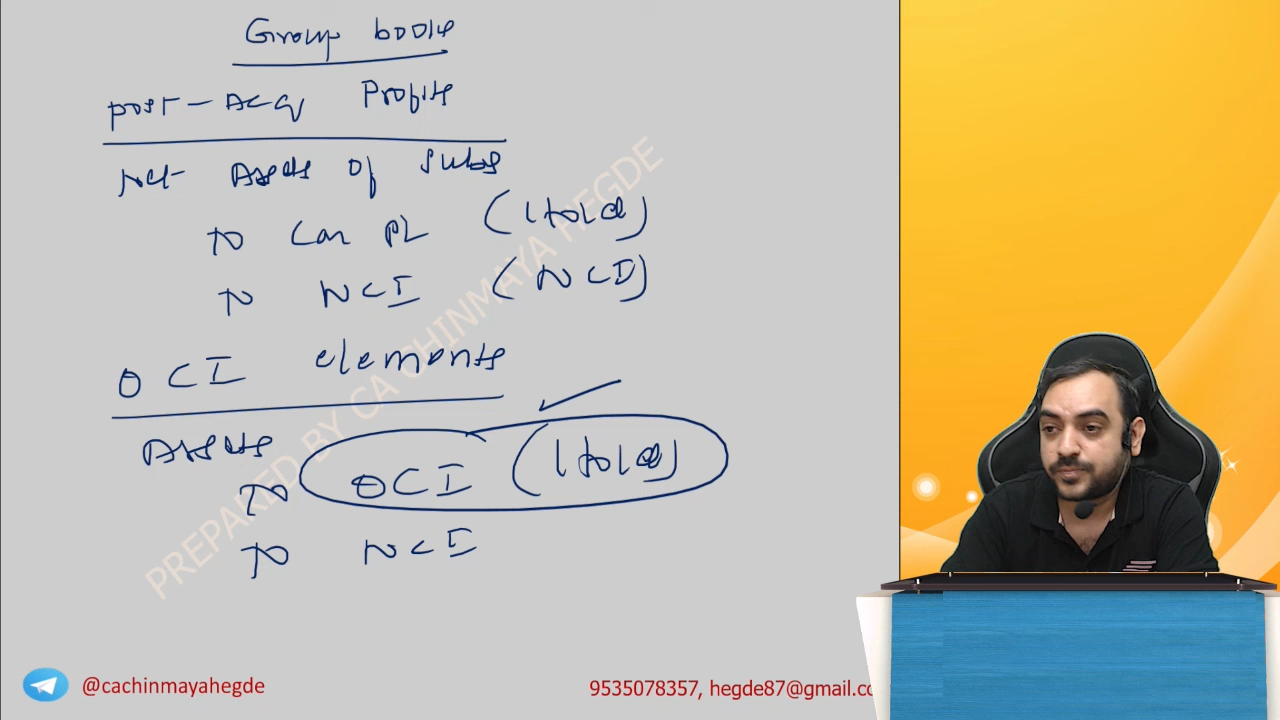 Group books
post-Acq Profits
Net Assets of Subs
To Con PL (Hold)
To NCI (NCI)
OCI elements
Assets
To OCI (Hold)
To NCI
PREPARED BY CA CHINMAYA HEGDE
@cachinmayahegde
9535078357, hegde87@gmail.co